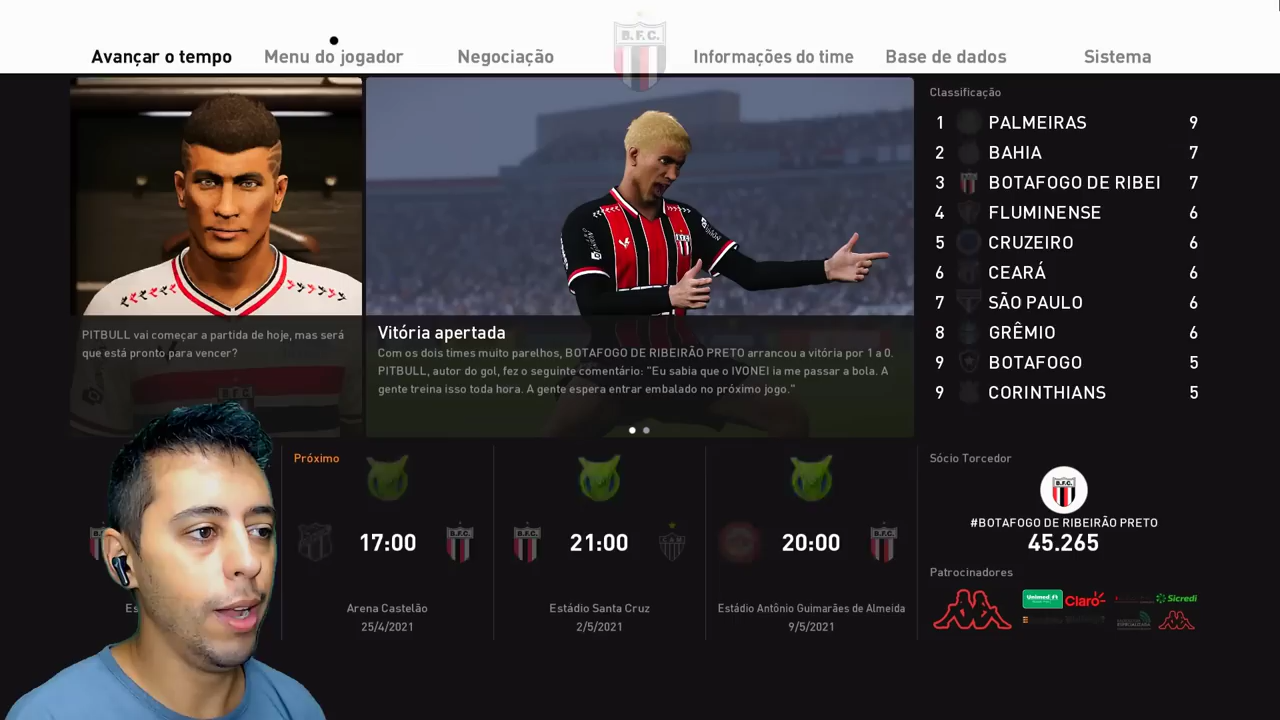 B.F.C.
Avançar o tempo
Menu do jogador
Negociação
Informações do time
Base de dados
Sistema
PITBULL vai começar a partida de hoje, mas será
que está pronto para vencer?
Vitória apertada
Com os dois times muito parelhos, BOTAFOGO DE RIBEIRÃO PRETO arrancou a vitória por 1 a 0.
PITBULL, autor do gol, fez o seguinte comentário: "Eu sabia que o IVONEI ia me passar a bola. A
gente treina isso toda hora. A gente espera entrar embalado no próximo jogo."
Classificação
1 PALMEIRAS 9
2 BAHIA 7
3 BOTAFOGO DE RIBEI 7
4 FLUMINENSE 6
5 CRUZEIRO 6
6 CEARÁ 6
7 SÃO PAULO 6
8 GRÊMIO 6
9 BOTAFOGO 5
9 CORINTHIANS 5
Es
Próximo
17:00
B.F.C.
Arena Castelão
25/4/2021
B.F.C.
21:00
CAM
Estádio Santa Cruz
2/5/2021
20:00
B.F.C.
Estádio Antônio Guimarães de Almeida
9/5/2021
Sócio Torcedor
B.F.C.
#BOTAFOGO DE RIBEIRÃO PRETO
45.265
Patrocinadores
Unimed
Claro
Sicredi